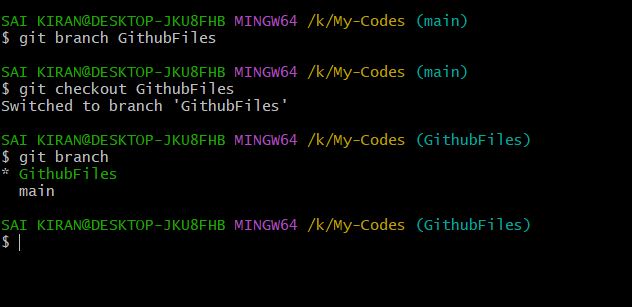 SAI KIRAN@DESKTOP-JKU8FHB MINGW64 /k/My-Codes (main)
$ git branch GithubFiles
SAI KIRAN@DESKTOP-JKU8FHB MINGW64 /k/My-Codes (main)
$ git checkout GithubFiles
Switched to branch 'GithubFiles'
SAI KIRAN@DESKTOP-JKU8FHB MINGW64 /k/My-Codes (GithubFiles)
$ git branch
* GithubFiles
main
SAI KIRAN@DESKTOP-JKU8FHB MINGW64 /k/My-Codes (GithubFiles)
$